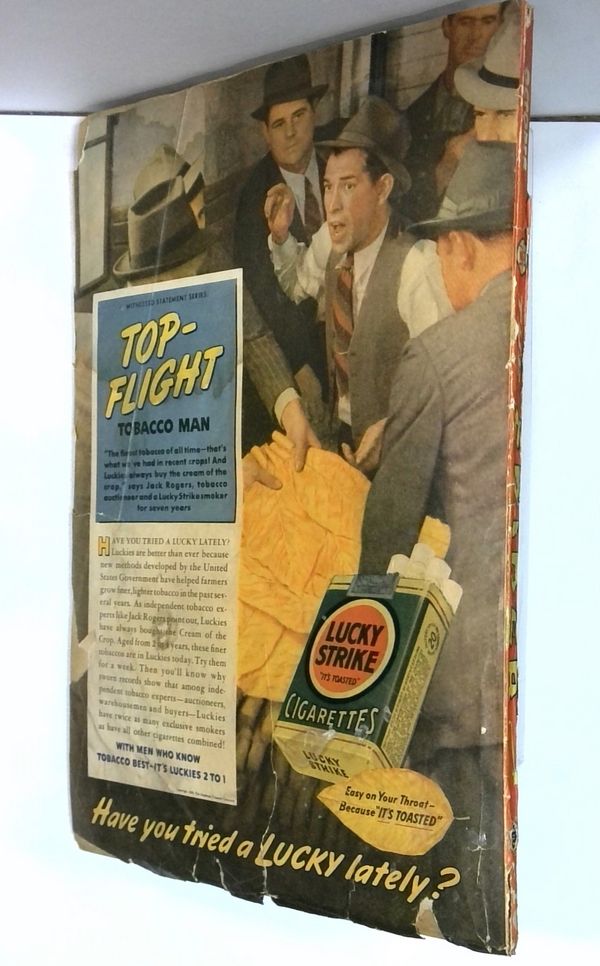 WITNESSED STATEMENT SERIES:
TOP-
FLIGHT
TOBACCO MAN
"The finest tobacco of all time—that's
what we've had in recent crops! And
Luckies always buy the cream of the
crop," says Jack Rogers, tobacco
auctioneer and a Lucky Strike smoker
for seven years
HAVE YOU TRIED A LUCKY LATELY?
Luckies are better than ever because
new methods developed by the United
States Government have helped farmers
grow finer, lighter tobacco in the past sev-
eral years. As independent tobacco ex-
perts like Jack Rogers point out, Luckies
have always bought the Cream of the
Crop. Aged from 2 years, these finer
tobaccos are in Luckies today. Try them
for a week. Then you'll know why
sworn records show that among inde-
pendent tobacco experts—auctioneers,
warehousemen and buyers—Luckies
have twice as many exclusive smokers
as have all other cigarettes combined!
WITH MEN WHO KNOW
TOBACCO BEST—IT'S LUCKIES 2 TO 1
LUCKY
STRIKE
"IT'S TOASTED"
CIGARETTES
20
LUCKY
STRIKE
Easy on Your Throat—
Because "IT'S TOASTED"
Have you tried a LUCKY lately?